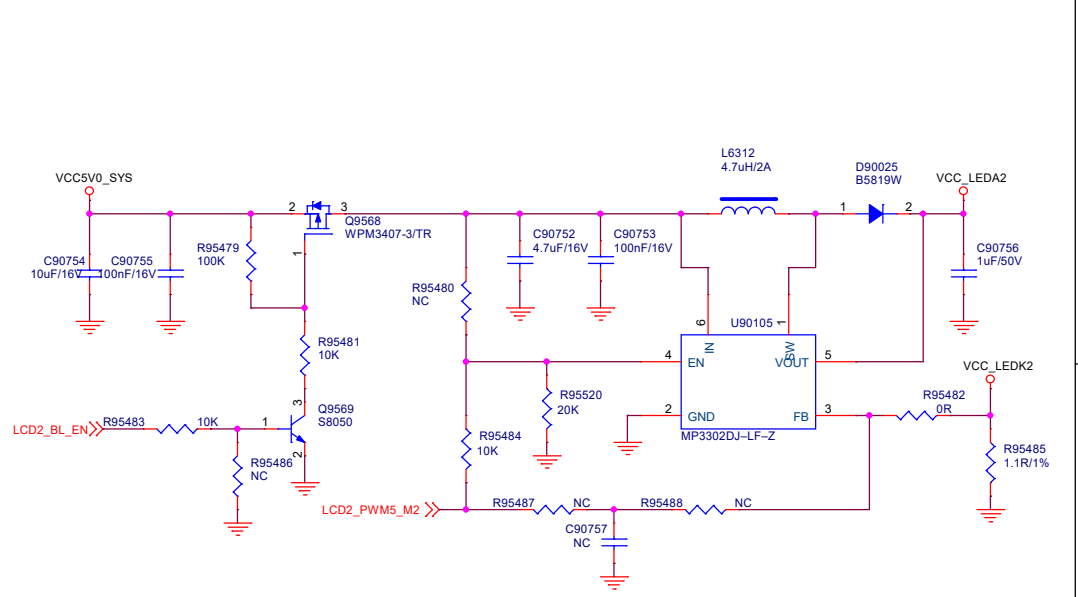 L6312
4.7uH/2A
D90025
B5819W
VCC5V0_SYS
VCC_LEDA2
2
3
1
2
Q9568
WPM3407-3/TR
R95479
100K
1
C90754
10uF/16V
C90755
100nF/16V
C90752
4.7uF/16V
C90753
100nF/16V
C90756
1uF/50V
R95480
NC
6
U90105
1
IN
SW
R95481
10K
4
EN
VOUT
5
VCC_LEDK2
R95520
20K
R95482
0R
3
Q9569
S8050
2
GND
FB
3
LCD2_BL_EN
R95483
10K
1
MP3302DJ–LF–Z
R95484
10K
2
R95486
NC
R95485
1.1R/1%
LCD2_PWM5_M2
R95487
NC
R95488
NC
C90757
NC